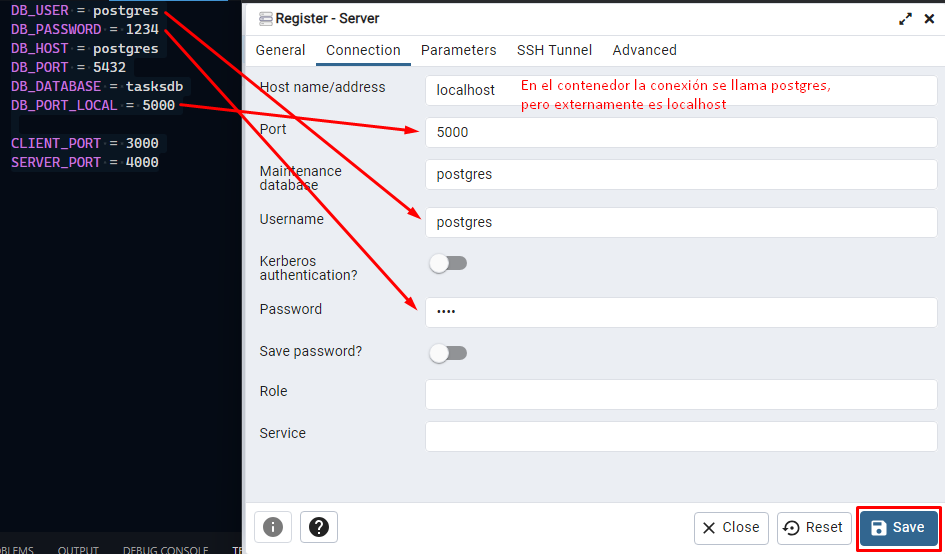 DB_USER = postgres
DB_PASSWORD = 1234
DB_HOST = postgres
DB_PORT = 5432
DB_DATABASE = tasksdb
DB_PORT_LOCAL = 5000
CLIENT_PORT = 3000
SERVER_PORT = 4000
OUTPUT
DEBUG CONSOLE
Register - Server
General Connection Parameters SSH Tunnel Advanced
Host name/address
localhost
En el contenedor la conexión se llama postgres,
pero externamente es localhost
Port
5000
Maintenance
database
postgres
Username
postgres
Kerberos
authentication?
Password
••••
Save password?
Role
Service
Close
Reset
Save